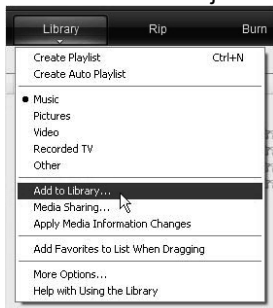 Library Rip Burn
Create Playlist Ctrl+N
Create Auto Playlist
Music
Pictures
Video
Recorded TV
Other
Add to Library...
Media Sharing...
Apply Media Information Changes
Add Favorites to List When Dragging
More Options...
Help with Using the Library